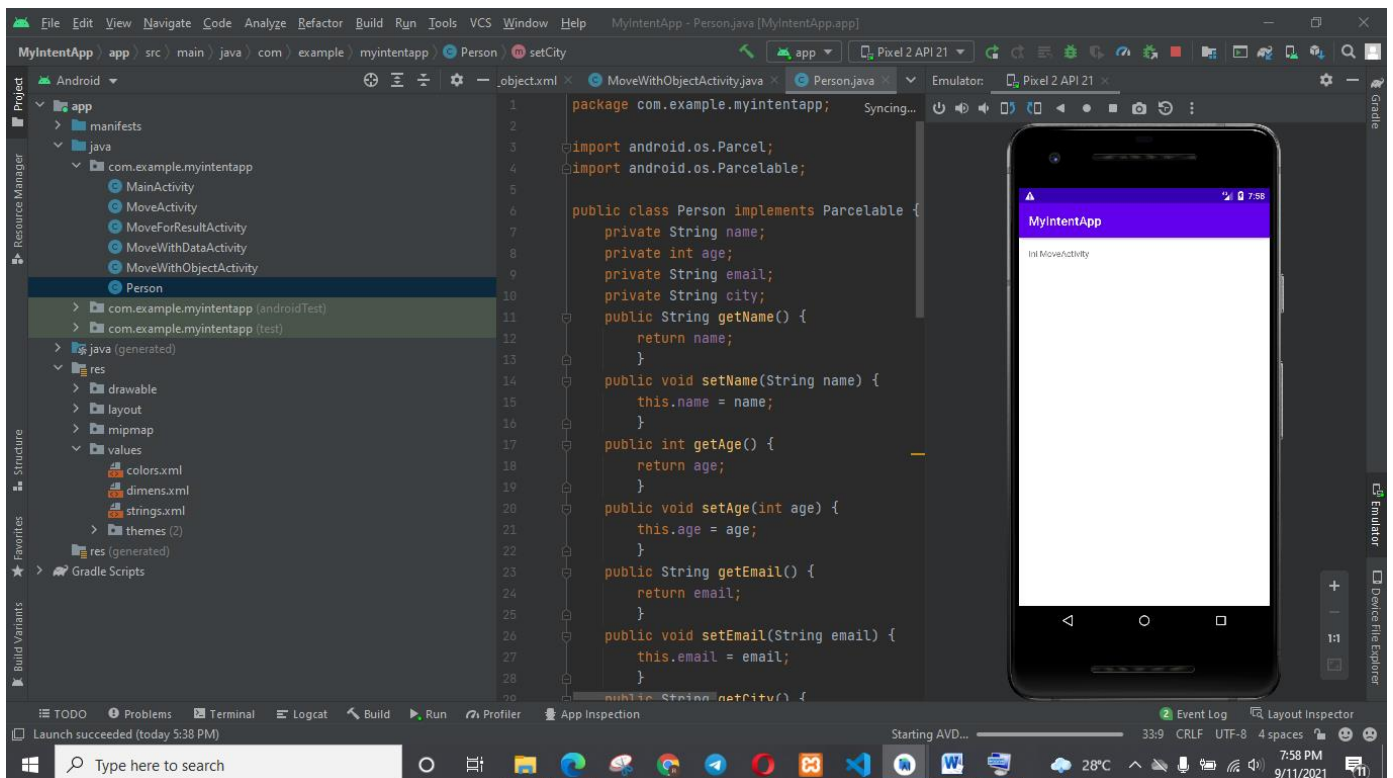 File Edit View Navigate Code Analyze Refactor Build Run Tools VCS Window Help MyIntentApp - Person.java [MyIntentApp.app]
MyIntentApp app src main java com example myintentapp Person setCity app Pixel 2 API 21
Android _object.xml MoveWithObjectActivity.java Person.java Emulator: Pixel 2 API 21
Project
Resource Manager
Structure
Favorites
Build Variants
app
manifests
java
com.example.myintentapp
MainActivity
MoveActivity
MoveForResultActivity
MoveWithDataActivity
MoveWithObjectActivity
Person
com.example.myintentapp (androidTest)
com.example.myintentapp (test)
java (generated)
res
drawable
layout
mipmap
values
colors.xml
dimens.xml
strings.xml
themes (2)
res (generated)
Gradle Scripts
1 package com.example.myintentapp; Syncing...
2
3 import android.os.Parcel;
4 import android.os.Parcelable;
5
6 public class Person implements Parcelable {
7 private String name;
8 private int age;
9 private String email;
10 private String city;
11 public String getName() {
12 return name;
13 }
14 public void setName(String name) {
15 this.name = name;
16 }
17 public int getAge() {
18 return age;
19 }
20 public void setAge(int age) {
21 this.age = age;
22 }
23 public String getEmail() {
24 return email;
25 }
26 public void setEmail(String email) {
27 this.email = email;
28 }
29 public String getCity() {
7:58
MyIntentApp
Ini MoveActivity
1:1
Gradle
Emulator
Device File Explorer
TODO Problems Terminal Logcat Build Run Profiler App Inspection 2 Event Log Layout Inspector
Launch succeeded (today 5:38 PM) Starting AVD... 33:9 CRLF UTF-8 4 spaces
Type here to search 28°C 7:58 PM
9/11/2021 11